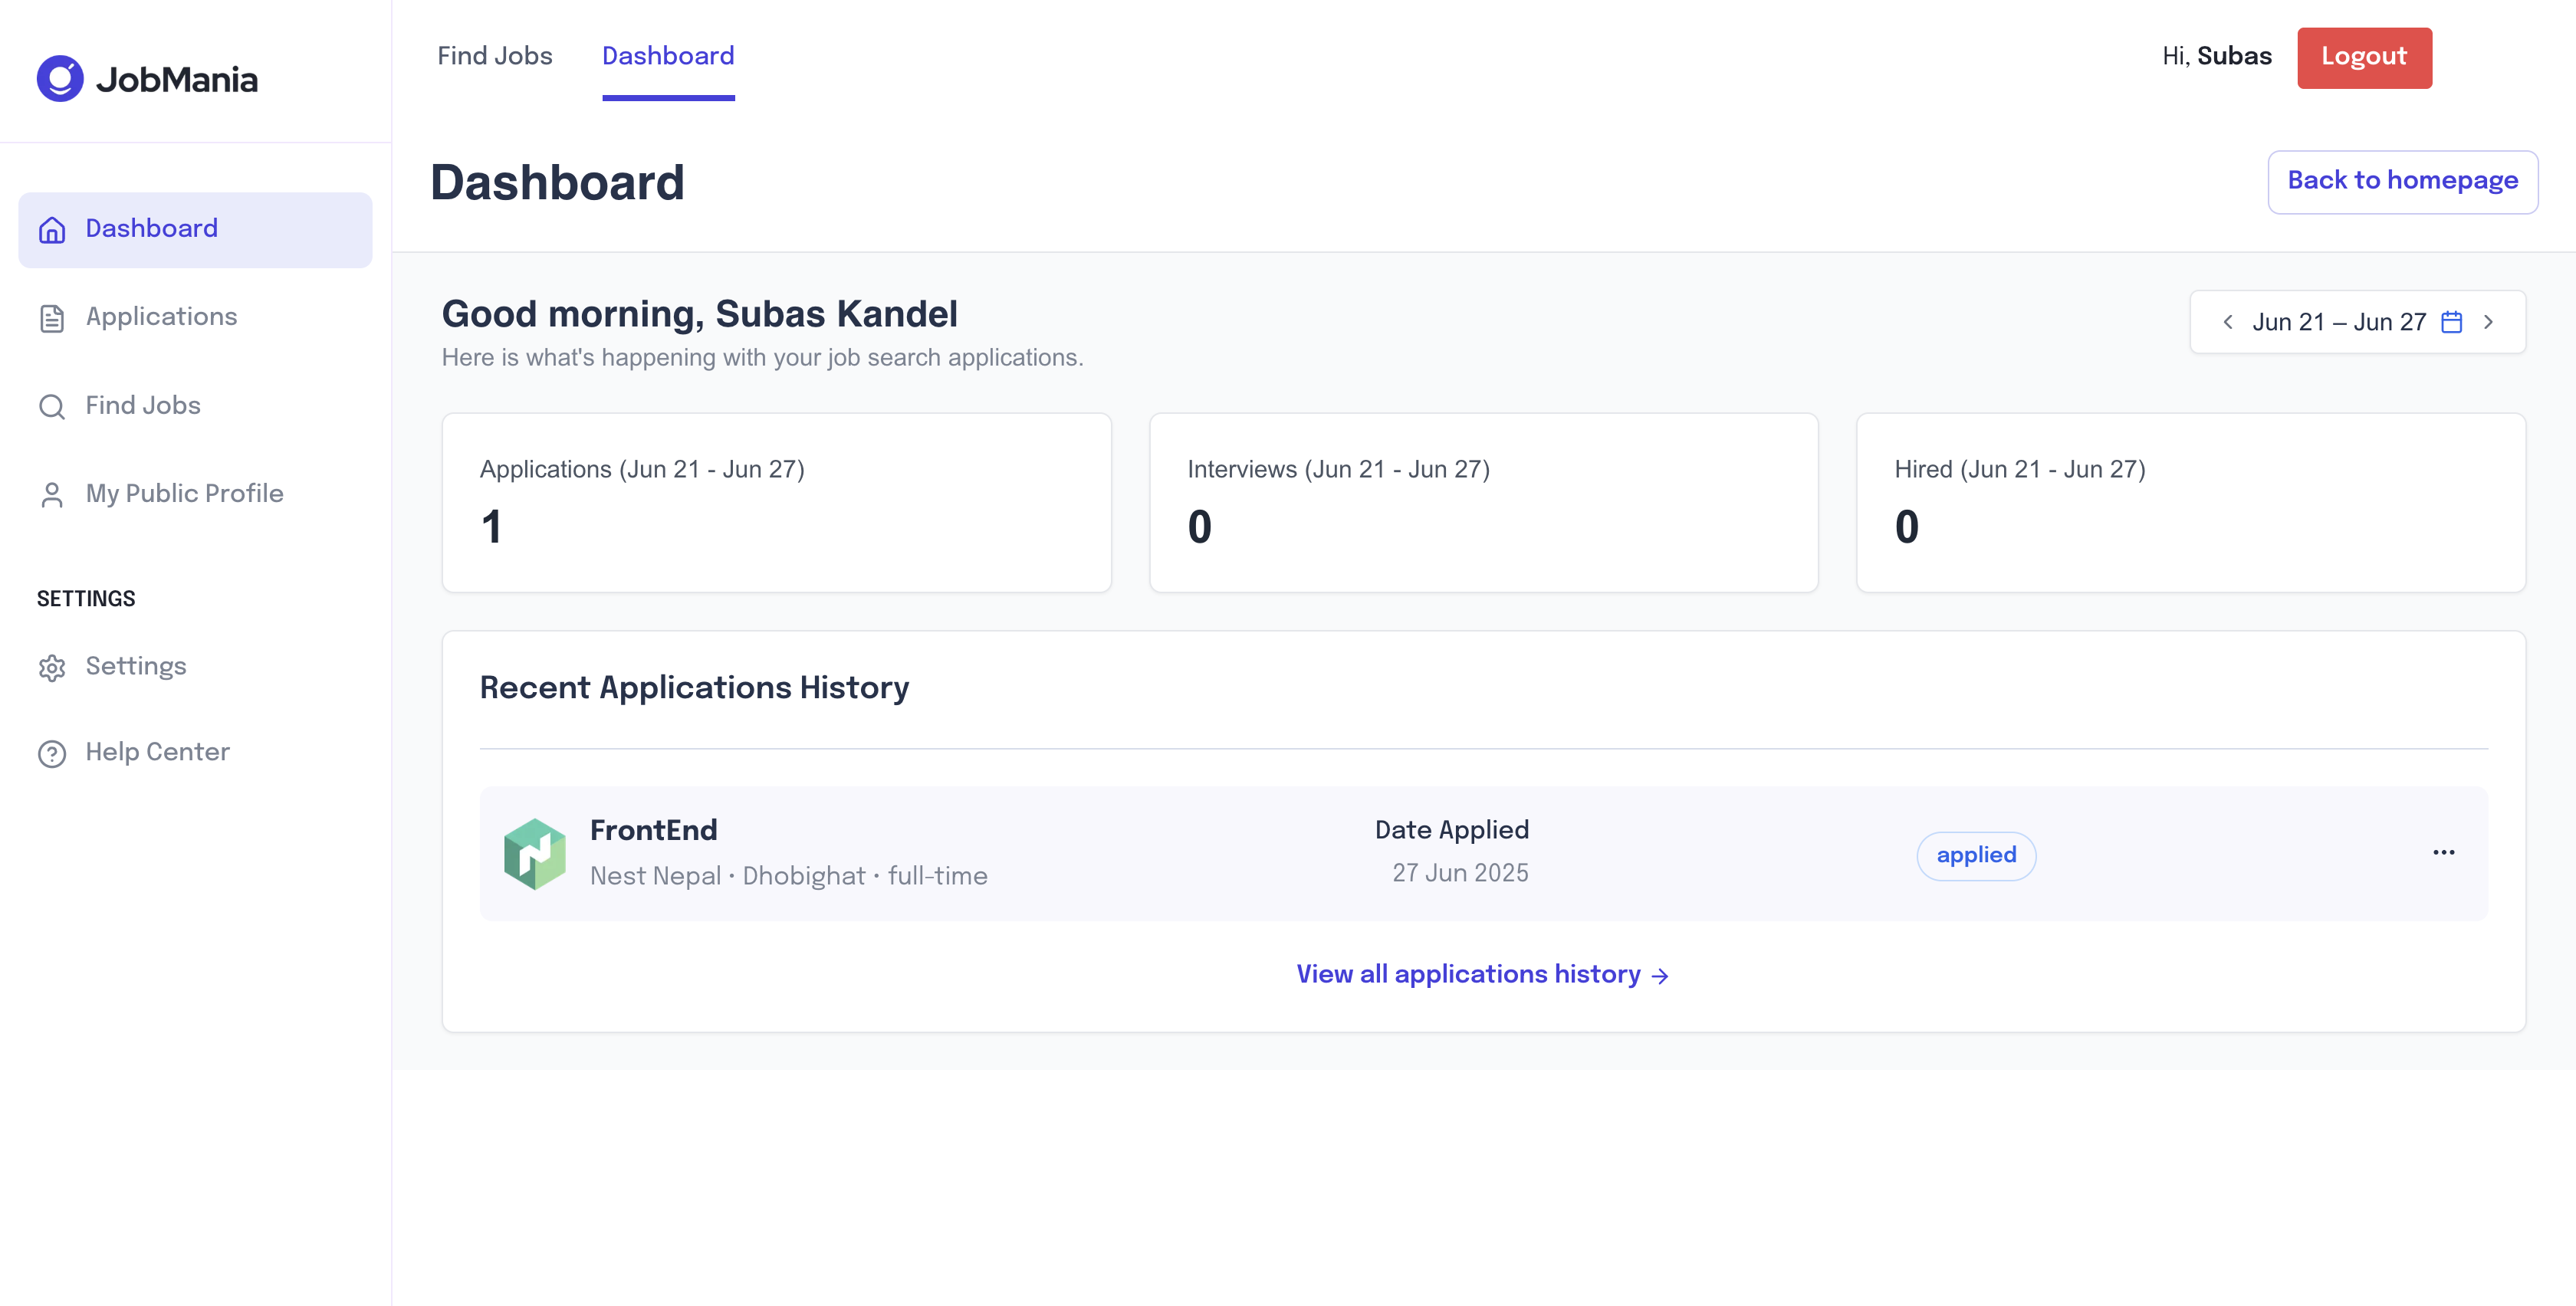 JobMania
Find Jobs
Dashboard
Hi, Subas
Logout
Dashboard
Applications
Find Jobs
My Public Profile
SETTINGS
Settings
Help Center
Dashboard
Back to homepage
Good morning, Subas Kandel
Here is what's happening with your job search applications.
Jun 21 – Jun 27
Applications (Jun 21 - Jun 27)
1
Interviews (Jun 21 - Jun 27)
0
Hired (Jun 21 - Jun 27)
0
Recent Applications History
FrontEnd
Nest Nepal • Dhobighat • full-time
Date Applied
27 Jun 2025
applied
View all applications history →